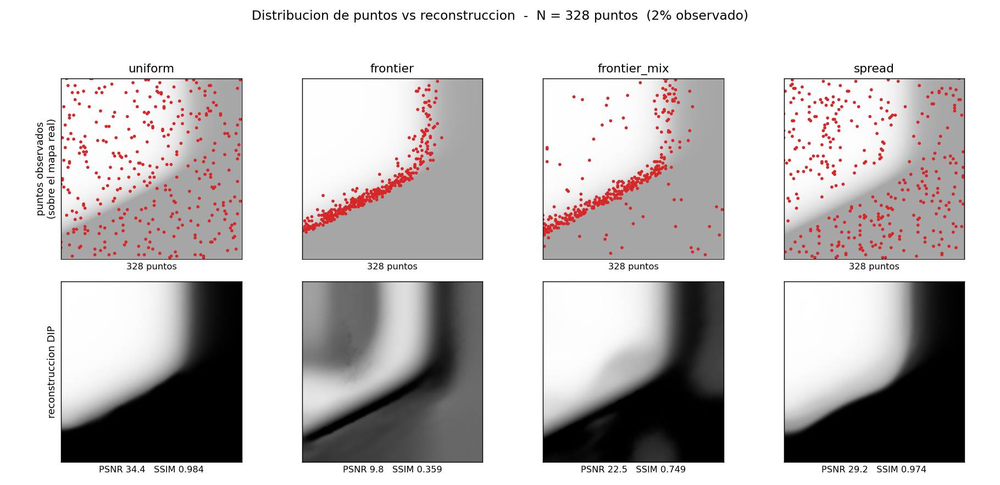 Distribucion de puntos vs reconstruccion - N = 328 puntos (2% observado)
uniform
frontier
frontier_mix
spread
puntos observados
(sobre el mapa real)
328 puntos
328 puntos
328 puntos
328 puntos
reconstruccion DIP
PSNR 34.4 SSIM 0.984
PSNR 9.8 SSIM 0.359
PSNR 22.5 SSIM 0.749
PSNR 29.2 SSIM 0.974